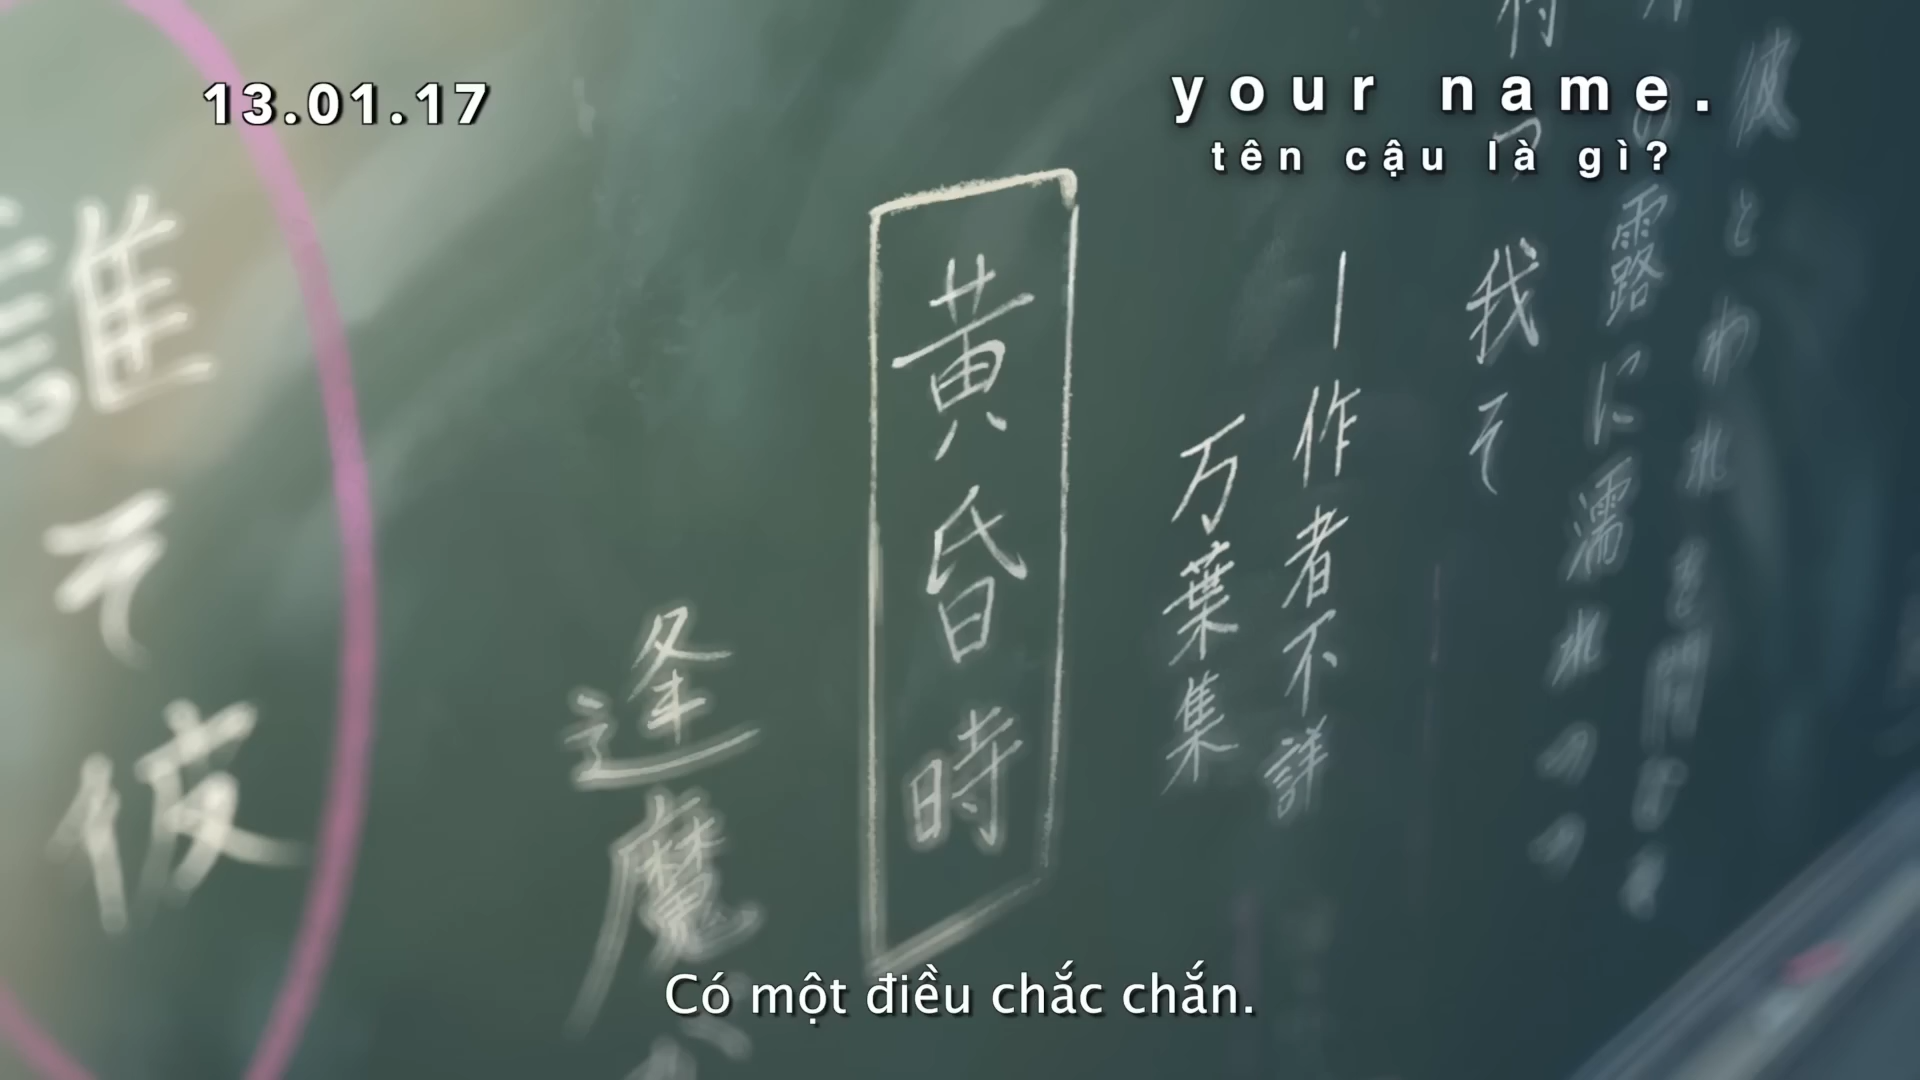 13.01.17
your name.
tên cậu là gì?
彼とわれ
露に濡れつつ
我そ
ー作者不詳
万葉集
黄昏時
逢魔
誰そ彼
Có một điều chắc chắn.